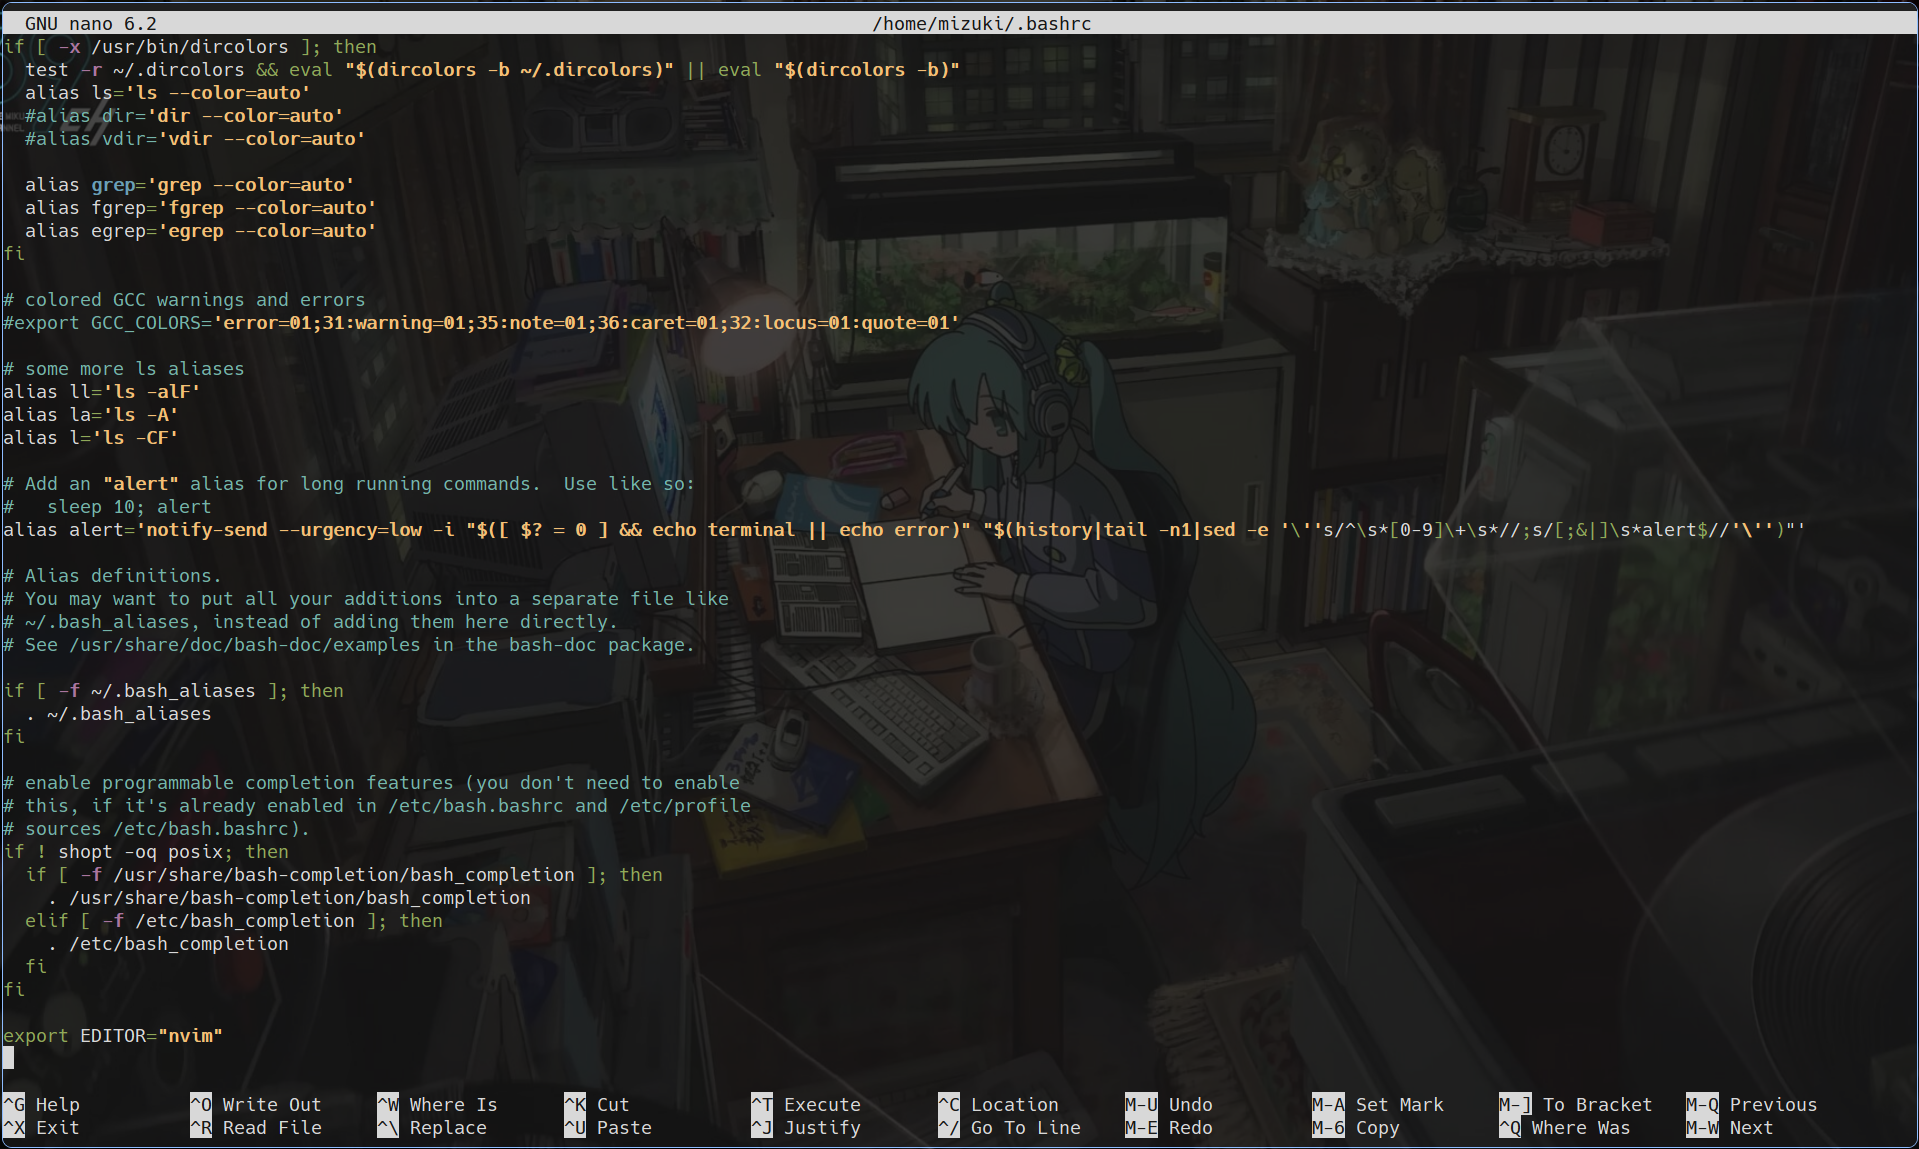 GNU nano 6.2 /home/mizuki/.bashrc
if [ -x /usr/bin/dircolors ]; then
  test -r ~/.dircolors && eval "$(dircolors -b ~/.dircolors)" || eval "$(dircolors -b)"
  alias ls='ls --color=auto'
  #alias dir='dir --color=auto'
  #alias vdir='vdir --color=auto'

  alias grep='grep --color=auto'
  alias fgrep='fgrep --color=auto'
  alias egrep='egrep --color=auto'
fi

# colored GCC warnings and errors
#export GCC_COLORS='error=01;31:warning=01;35:note=01;36:caret=01;32:locus=01:quote=01'

# some more ls aliases
alias ll='ls -alF'
alias la='ls -A'
alias l='ls -CF'

# Add an "alert" alias for long running commands.  Use like so:
#   sleep 10; alert
alias alert='notify-send --urgency=low -i "$([ $? = 0 ] && echo terminal || echo error)" "$(history|tail -n1|sed -e '\''s/^\s*[0-9]\+\s*//;s/[;&|]\s*alert$//'\'')"'

# Alias definitions.
# You may want to put all your additions into a separate file like
# ~/.bash_aliases, instead of adding them here directly.
# See /usr/share/doc/bash-doc/examples in the bash-doc package.

if [ -f ~/.bash_aliases ]; then
  . ~/.bash_aliases
fi

# enable programmable completion features (you don't need to enable
# this, if it's already enabled in /etc/bash.bashrc and /etc/profile
# sources /etc/bash.bashrc).
if ! shopt -oq posix; then
  if [ -f /usr/share/bash-completion/bash_completion ]; then
    . /usr/share/bash-completion/bash_completion
  elif [ -f /etc/bash_completion ]; then
    . /etc/bash_completion
  fi
fi

export EDITOR="nvim"

^G Help ^O Write Out ^W Where Is ^K Cut ^T Execute ^C Location M-U Undo M-A Set Mark M-] To Bracket M-Q Previous
^X Exit ^R Read File ^\ Replace ^U Paste ^J Justify ^/ Go To Line M-E Redo M-6 Copy ^Q Where Was M-W Next